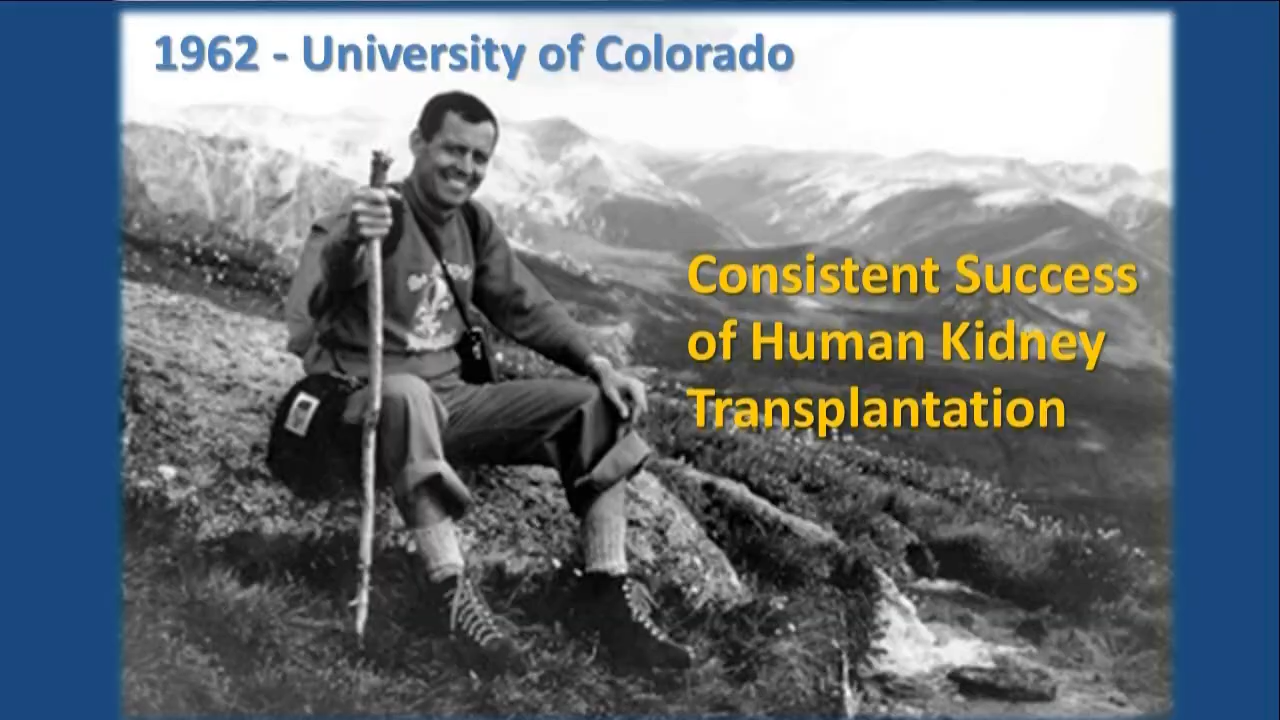 1962 - University of Colorado
Consistent Success
of Human Kidney
Transplantation